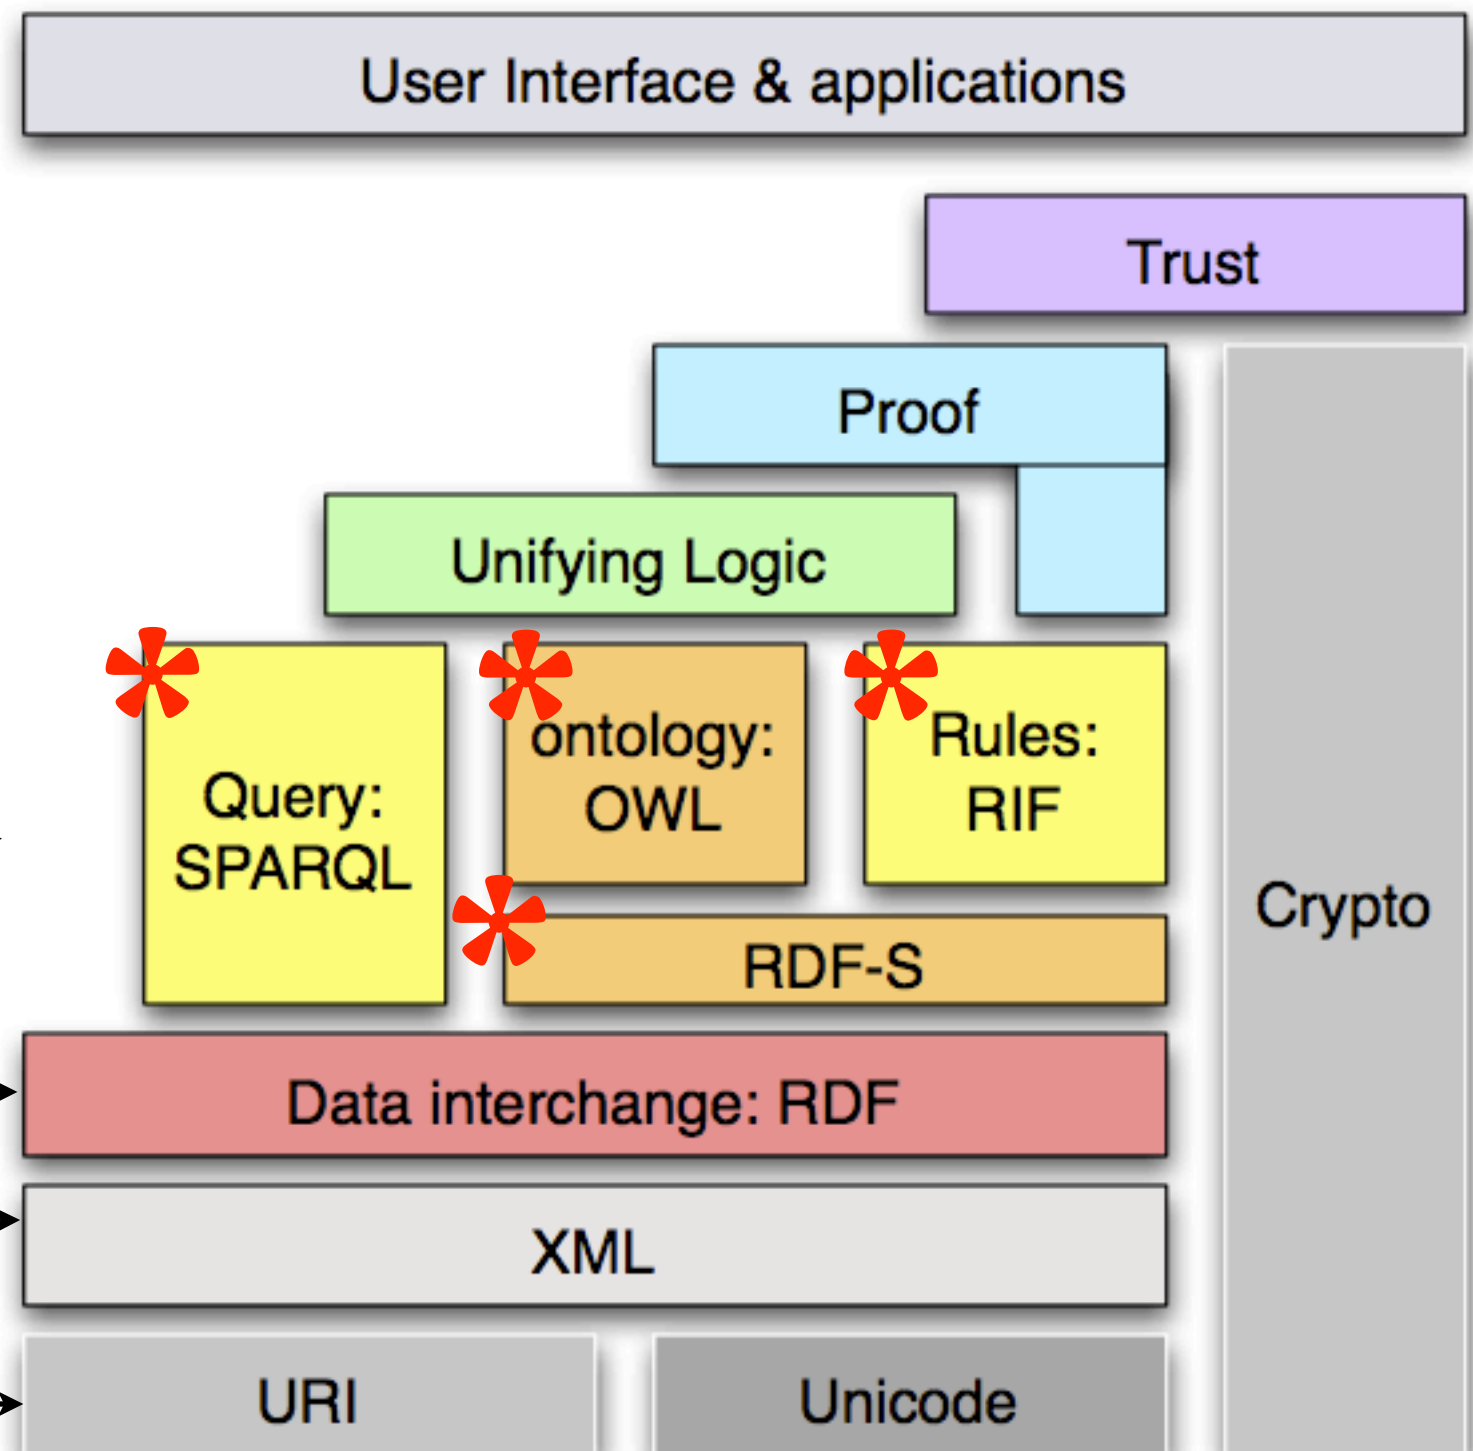 User Interface & applications
Trust
Proof
Unifying Logic
Query:
SPARQL
ontology:
OWL
Rules:
RIF
Crypto
RDF-S
Data interchange: RDF
XML
URI
Unicode